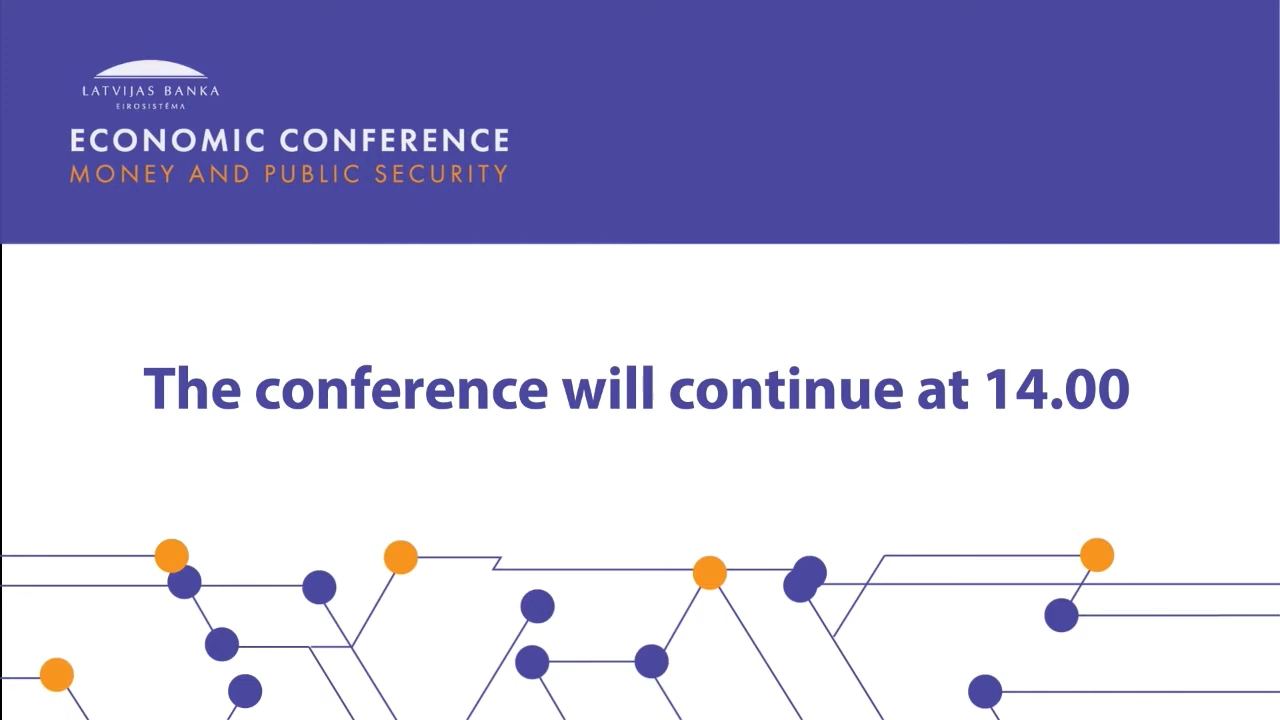 LATVIJAS BANKA
EIROSISTĒMA
ECONOMIC CONFERENCE
MONEY AND PUBLIC SECURITY
The conference will continue at 14.00